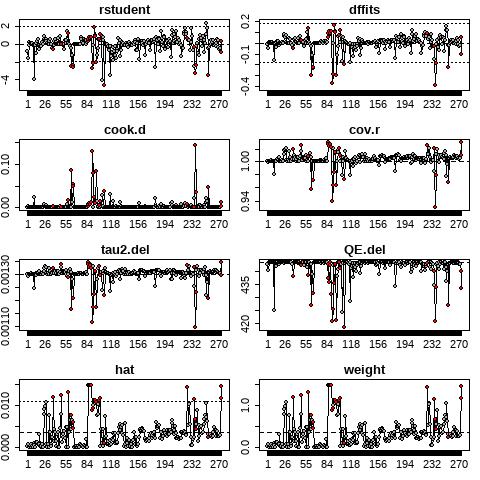 rstudent dffits
2
0
-4
0.2
-0.1
-0.4
1 26 55 84 118 156 194 232 270 1 26 55 84 118 156 194 232 270
cook.d cov.r
0.10
0.00
1.00
0.94
1 26 55 84 118 156 194 232 270 1 26 55 84 118 156 194 232 270
tau2.del QE.del
0.00130
0.00110
435
420
1 26 55 84 118 156 194 232 270 1 26 55 84 118 156 194 232 270
hat weight
0.010
0.000
1.0
0.0
1 26 55 84 118 156 194 232 270 1 26 55 84 118 156 194 232 270